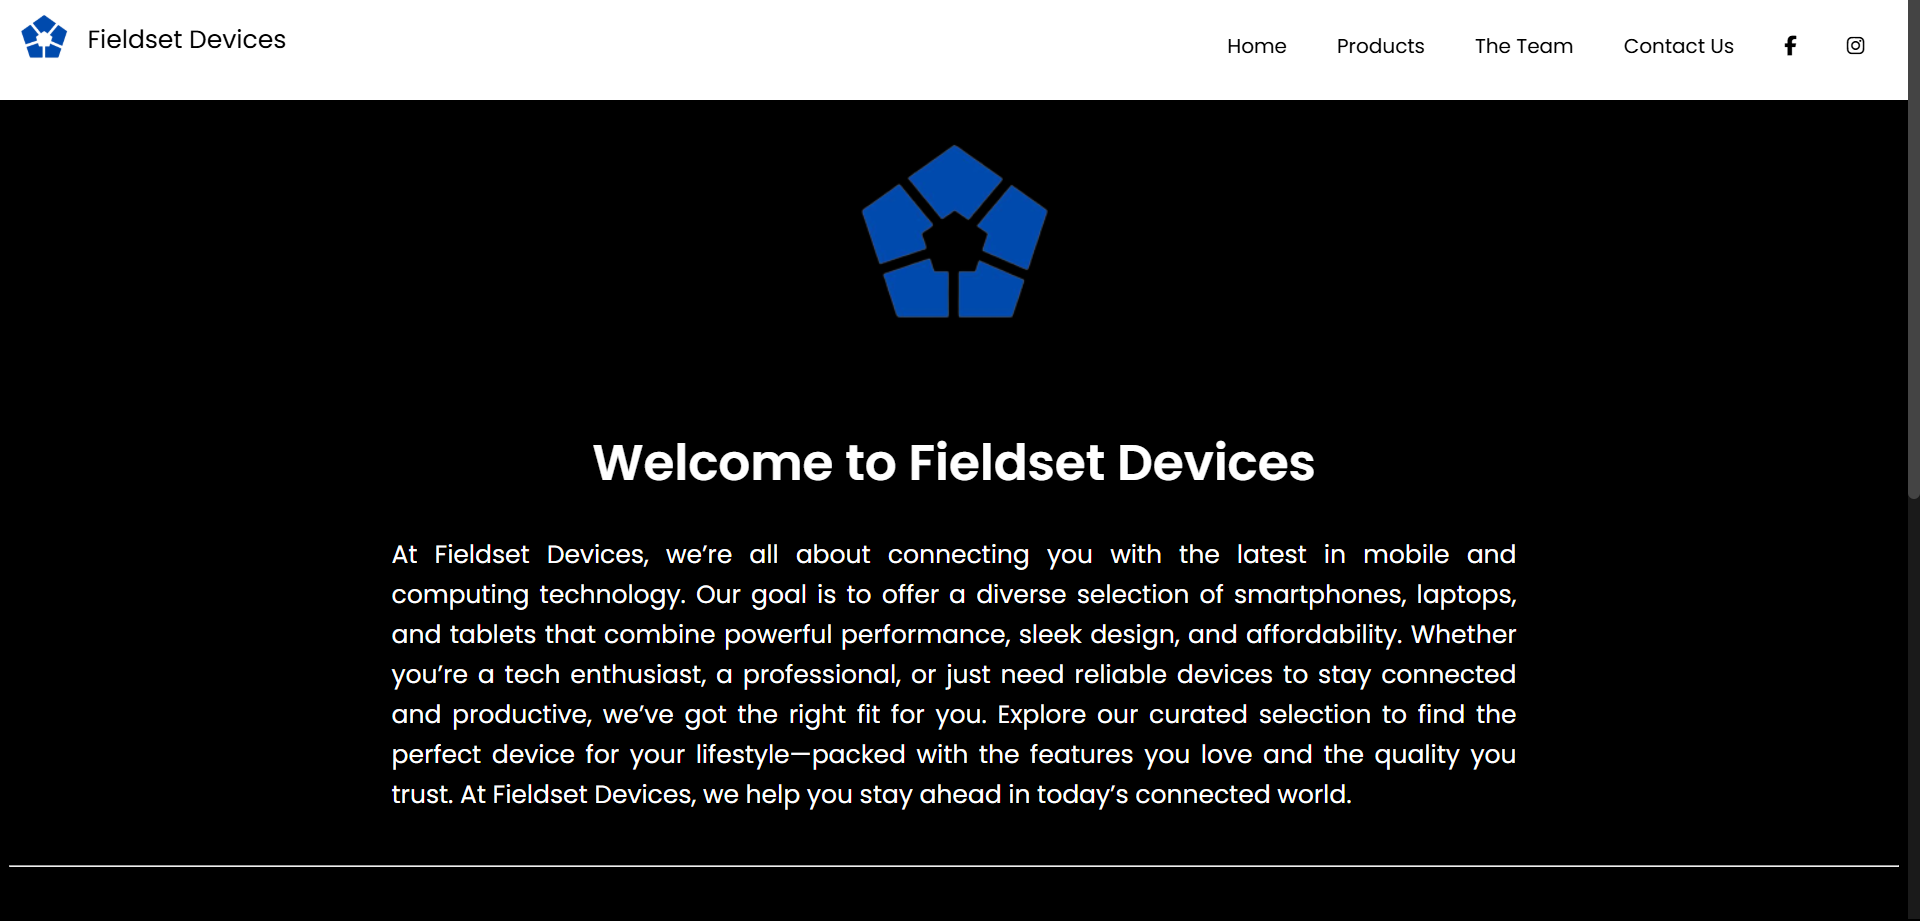 Fieldset Devices
Home Products The Team Contact Us
Welcome to Fieldset Devices
At Fieldset Devices, we’re all about connecting you with the latest in mobile and
computing technology. Our goal is to offer a diverse selection of smartphones, laptops,
and tablets that combine powerful performance, sleek design, and affordability. Whether
you’re a tech enthusiast, a professional, or just need reliable devices to stay connected
and productive, we’ve got the right fit for you. Explore our curated selection to find the
perfect device for your lifestyle—packed with the features you love and the quality you
trust. At Fieldset Devices, we help you stay ahead in today’s connected world.